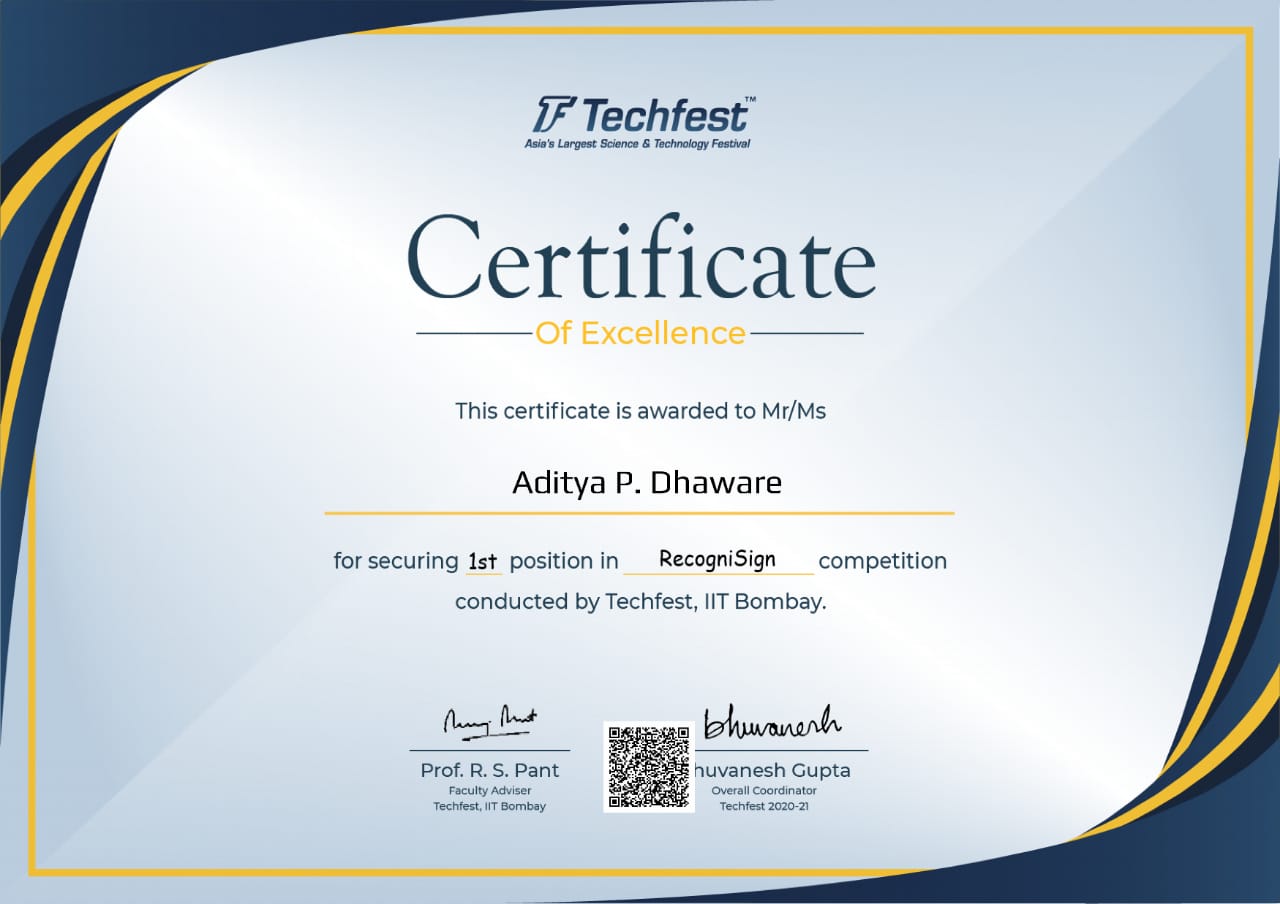 TF Techfest™
Asia's Largest Science & Technology Festival
Certificate
Of Excellence
This certificate is awarded to Mr/Ms
Aditya P. Dhaware
for securing 1st position in RecogniSign competition
conducted by Techfest, IIT Bombay.
bhuvanesh
Prof. R. S. Pant
huvanesh Gupta
Faculty Adviser
Overall Coordinator
Techfest, IIT Bombay
Techfest 2020-21